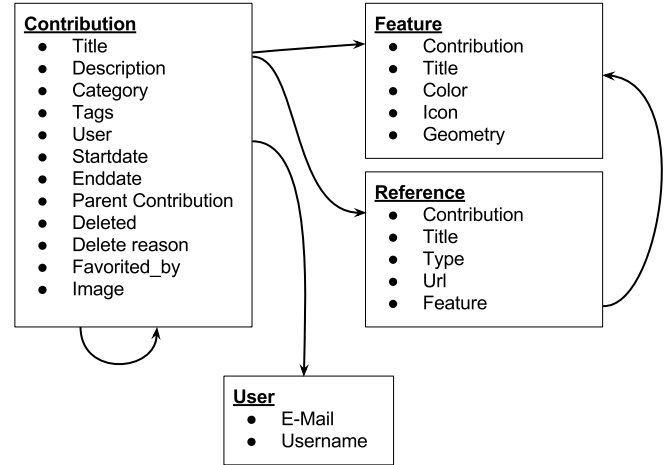 Contribution
● Title
● Description
● Category
● Tags
● User
● Startdate
● Enddate
● Parent Contribution
● Deleted
● Delete reason
● Favorited_by
● Image
Feature
● Contribution
● Title
● Color
● Icon
● Geometry
Reference
● Contribution
● Title
● Type
● Url
● Feature
User
● E-Mail
● Username